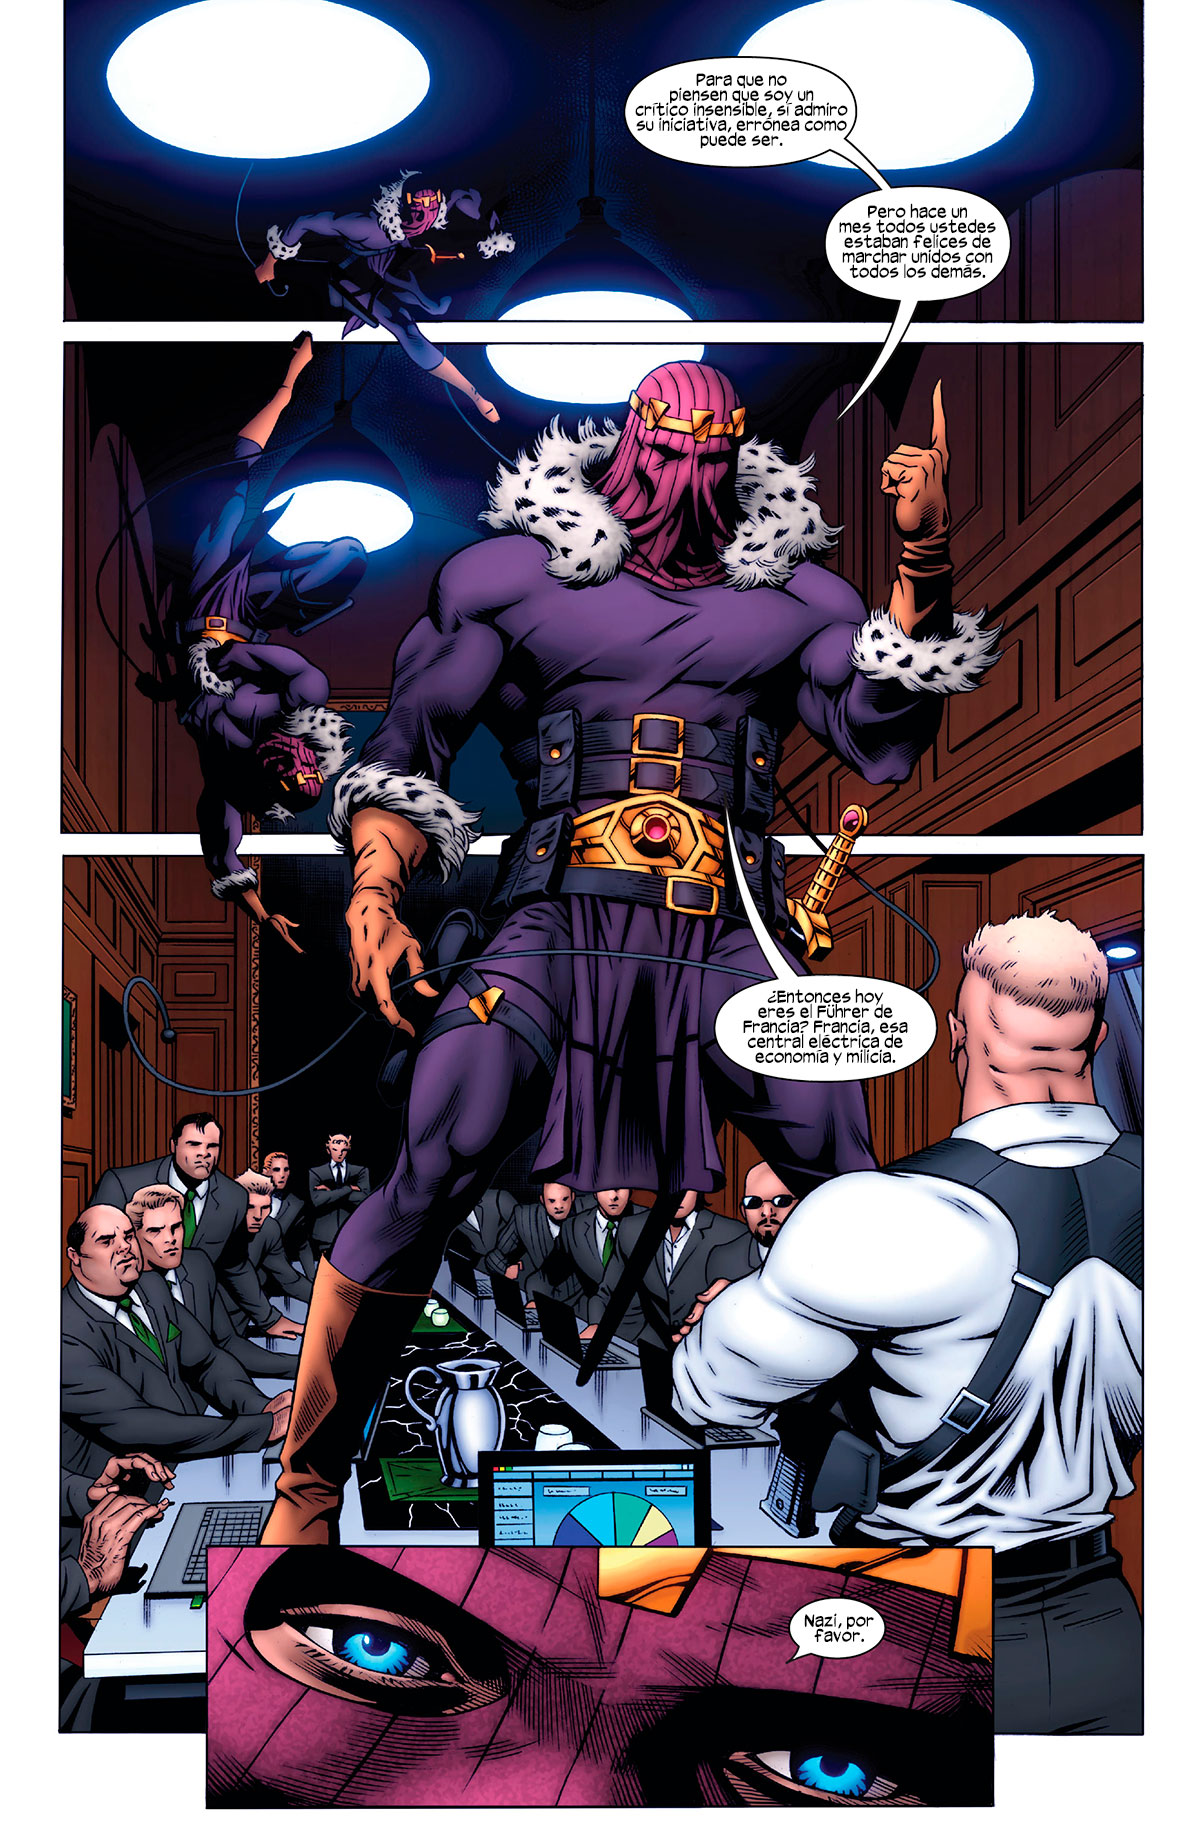 Para que no
piensen que soy un
crítico insensible, sí admiro
su iniciativa, errónea como
puede ser.
Pero hace un
mes todos ustedes
estaban felices de
marchar unidos con
todos los demás.
¿Entonces hoy
eres el Führer de
Francia? Francia, esa
central eléctrica de
economía y milicia.
Nazi, por
favor.